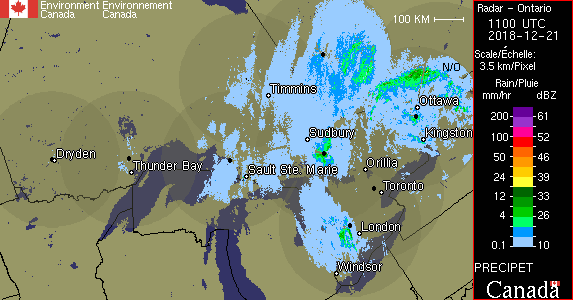 Environment Environnement
Canada Canada
100 KM
N/O
Timmins
Ottawa
Sudbury
Kingston
Dryden
Thunder Bay
Sault Ste. Marie
Orillia
Toronto
London
Windsor
Radar - Ontario
1100 UTC
2018-12-21
Scale/Échelle:
3.5 km/Pixel
Rain/Pluie
mm/hr dBZ
200 61
100 52
50 46
24 39
12 33
4 26
0.1 10
PRECIPET
Canada